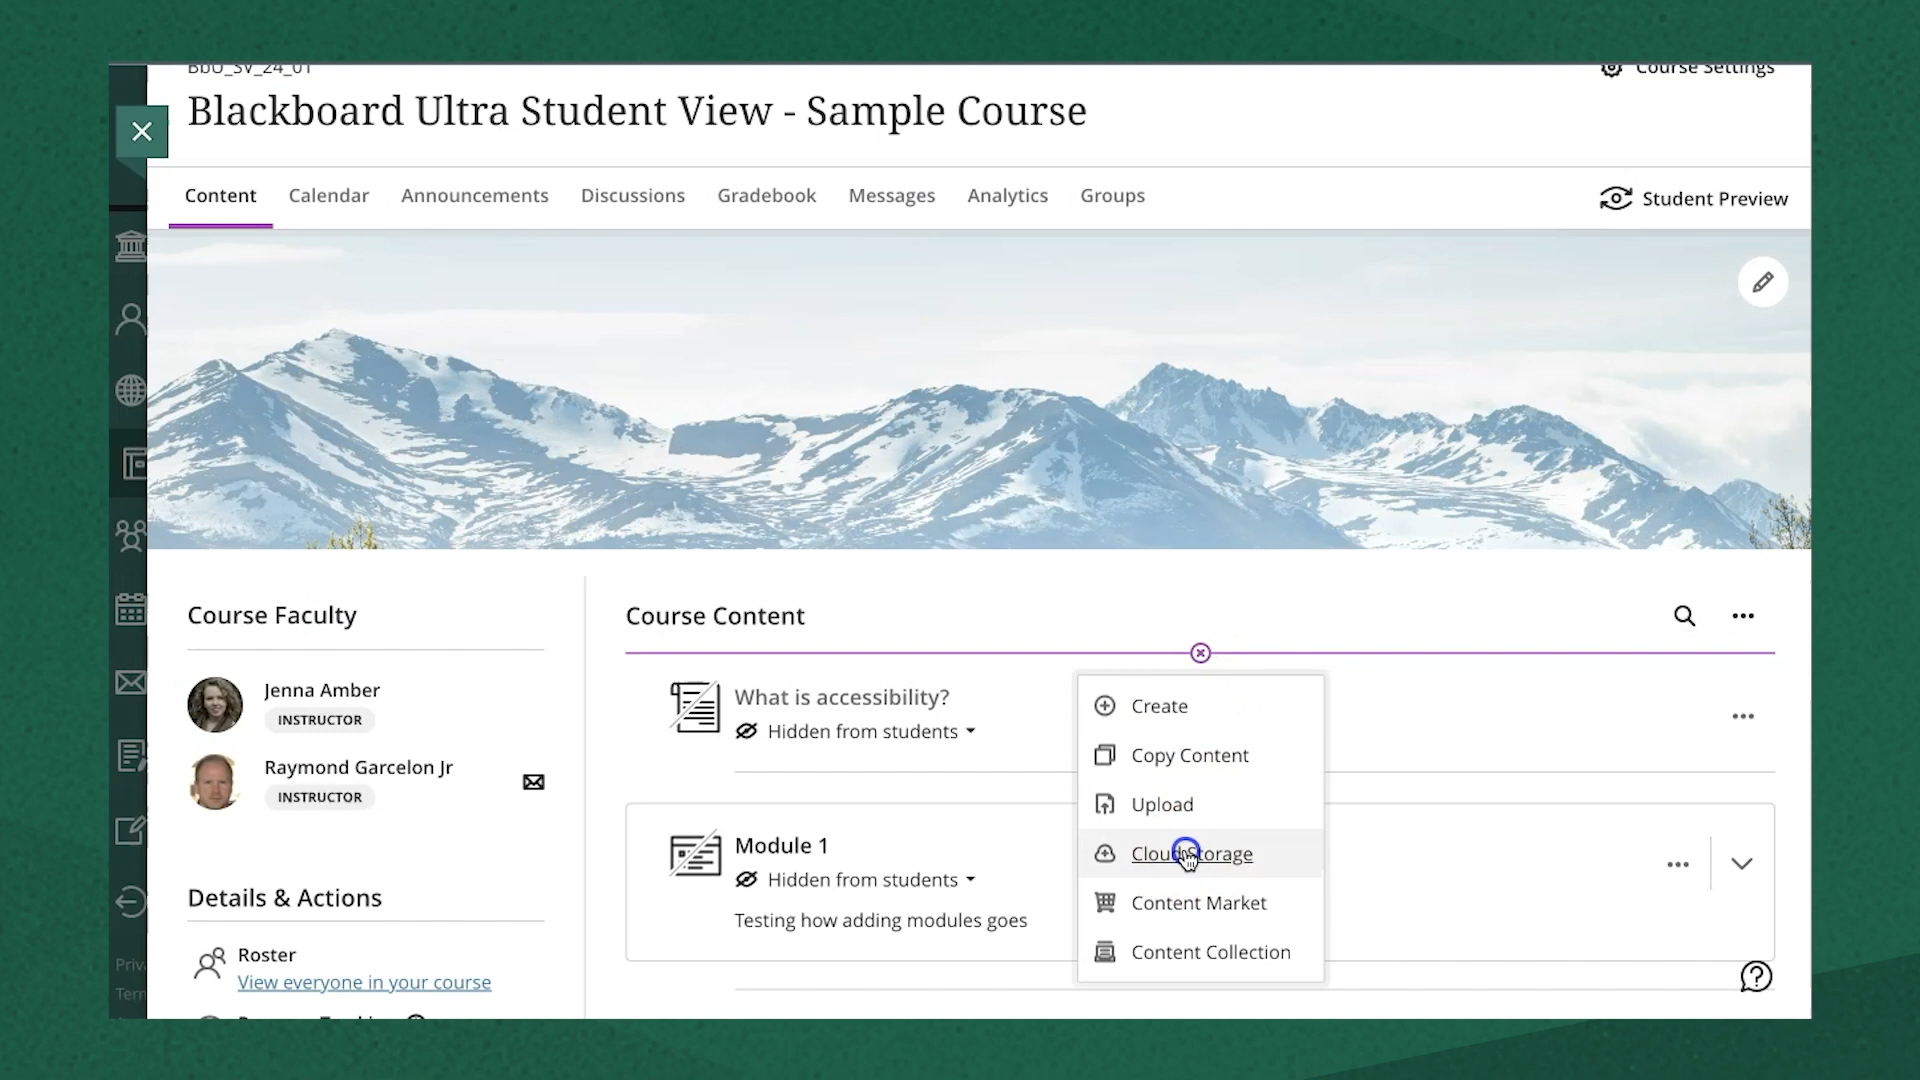 BbU_SV_24_01
Course Settings
Blackboard Ultra Student View - Sample Course
Content
Calendar
Announcements
Discussions
Gradebook
Messages
Analytics
Groups
Student Preview
Course Faculty
Jenna Amber
INSTRUCTOR
Raymond Garcelon Jr
INSTRUCTOR
Details & Actions
Roster
View everyone in your course
Course Content
What is accessibility?
Hidden from students
Module 1
Hidden from students
Testing how adding modules goes
Create
Copy Content
Upload
Cloud Storage
Content Market
Content Collection